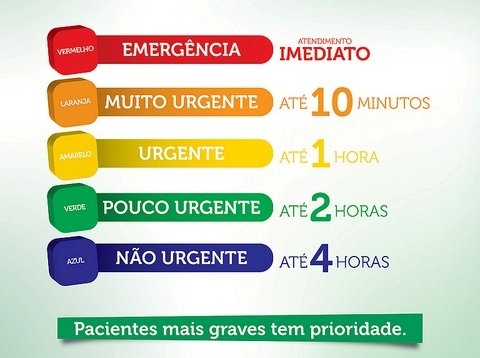 VERMELHO EMERGÊNCIA ATENDIMENTO IMEDIATO
LARANJA MUITO URGENTE ATÉ 10 MINUTOS
AMARELO URGENTE ATÉ 1 HORA
VERDE POUCO URGENTE ATÉ 2 HORAS
AZUL NÃO URGENTE ATÉ 4 HORAS
Pacientes mais graves tem prioridade.